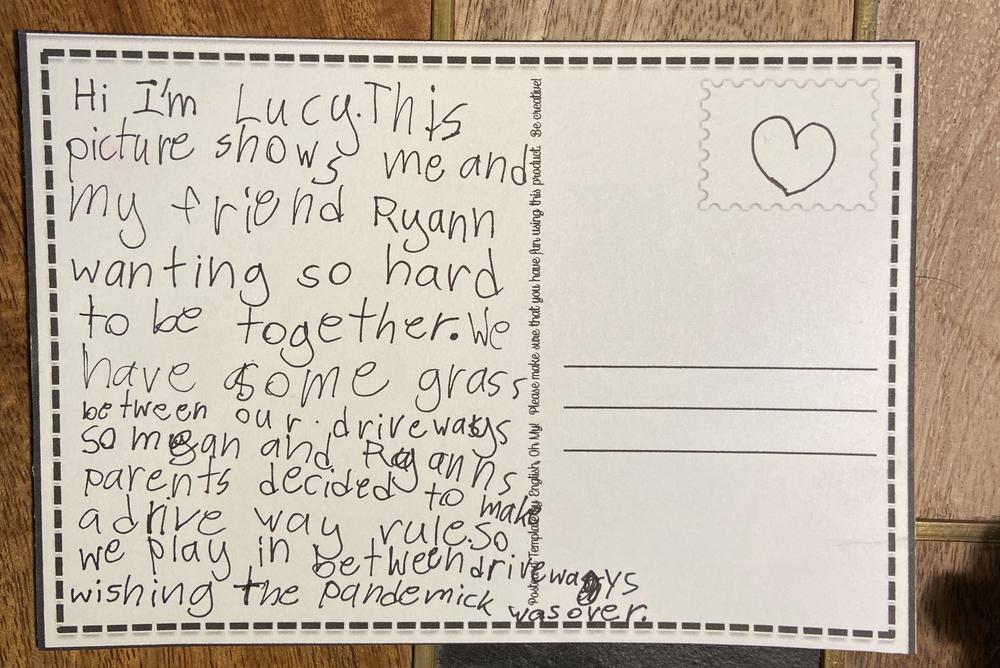 Hi I'm Lucy. This
picture shows me and
my friend Ryann
wanting so hard
to be together. We
have some grass
between our driveways
so megan and Ryanns
parents decided to make
a drive way rule. So
we play in between driveways
wishing the pandemick was over.
Postcard Template by English, Oh My! Please make sure that you have fun using this product. Be creative!